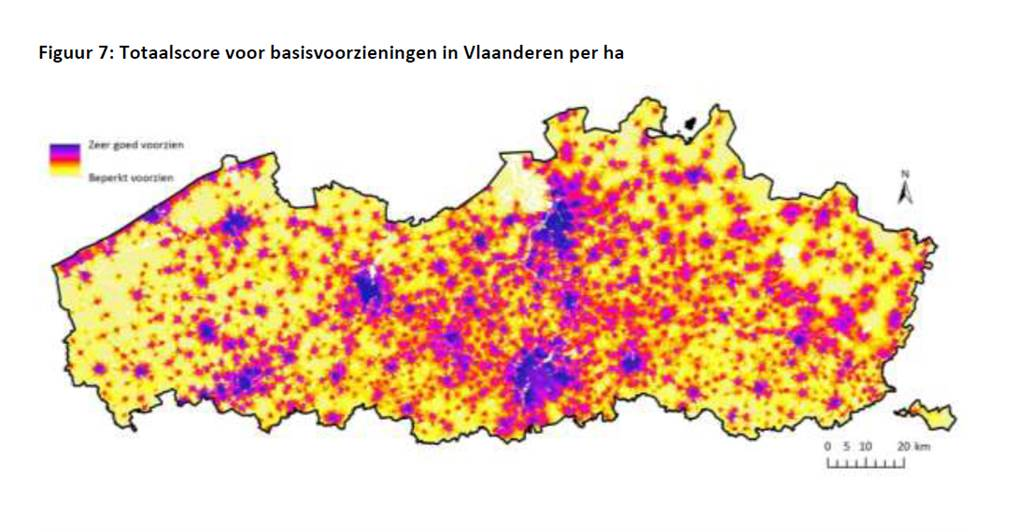 Figuur 7: Totaalscore voor basisvoorzieningen in Vlaanderen per ha
Zeer goed voorzien
Beperkt voorzien
N
0 5 10 20 km